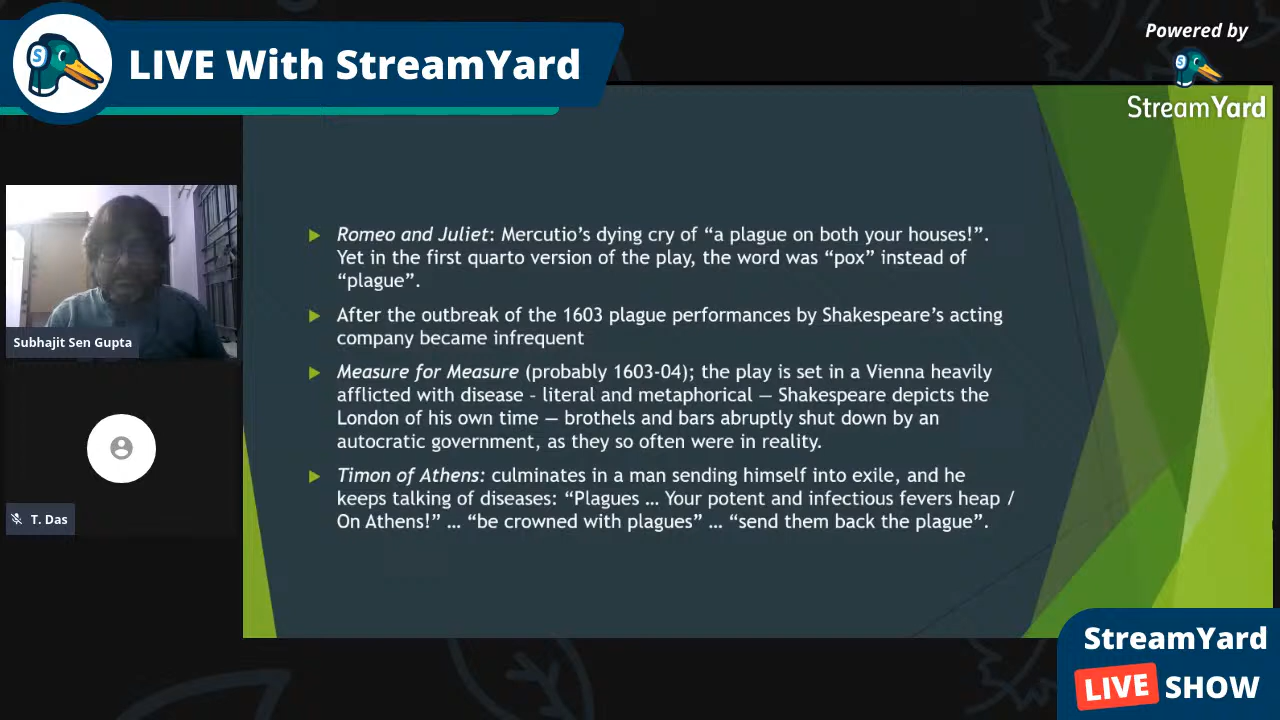 LIVE With StreamYard
Powered by
StreamYard
Romeo and Juliet: Mercutio’s dying cry of “a plague on both your houses!”.
Yet in the first quarto version of the play, the word was “pox” instead of
“plague”.
After the outbreak of the 1603 plague performances by Shakespeare’s acting
company became infrequent
Measure for Measure (probably 1603-04); the play is set in a Vienna heavily
afflicted with disease - literal and metaphorical — Shakespeare depicts the
London of his own time — brothels and bars abruptly shut down by an
autocratic government, as they so often were in reality.
Timon of Athens: culminates in a man sending himself into exile, and he
keeps talking of diseases: “Plagues … Your potent and infectious fevers heap /
On Athens!” … “be crowned with plagues” … “send them back the plague”.
Subhajit Sen Gupta
T. Das
StreamYard
LIVE SHOW